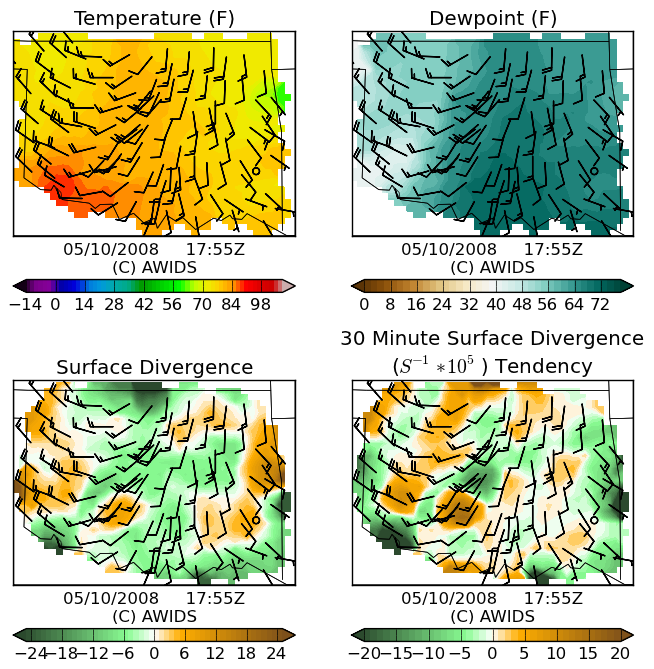 Temperature (F)
Dewpoint (F)
05/10/2008 17:55Z
(C) AWIDS
−14 0 14 28 42 56 70 84 98
05/10/2008 17:55Z
(C) AWIDS
0 8 16 24 32 40 48 56 64 72
Surface Divergence
30 Minute Surface Divergence
(S⁻¹ *10⁵ ) Tendency
05/10/2008 17:55Z
(C) AWIDS
−24 −18 −12 −6 0 6 12 18 24
05/10/2008 17:55Z
(C) AWIDS
−20 −15 −10 −5 0 5 10 15 20